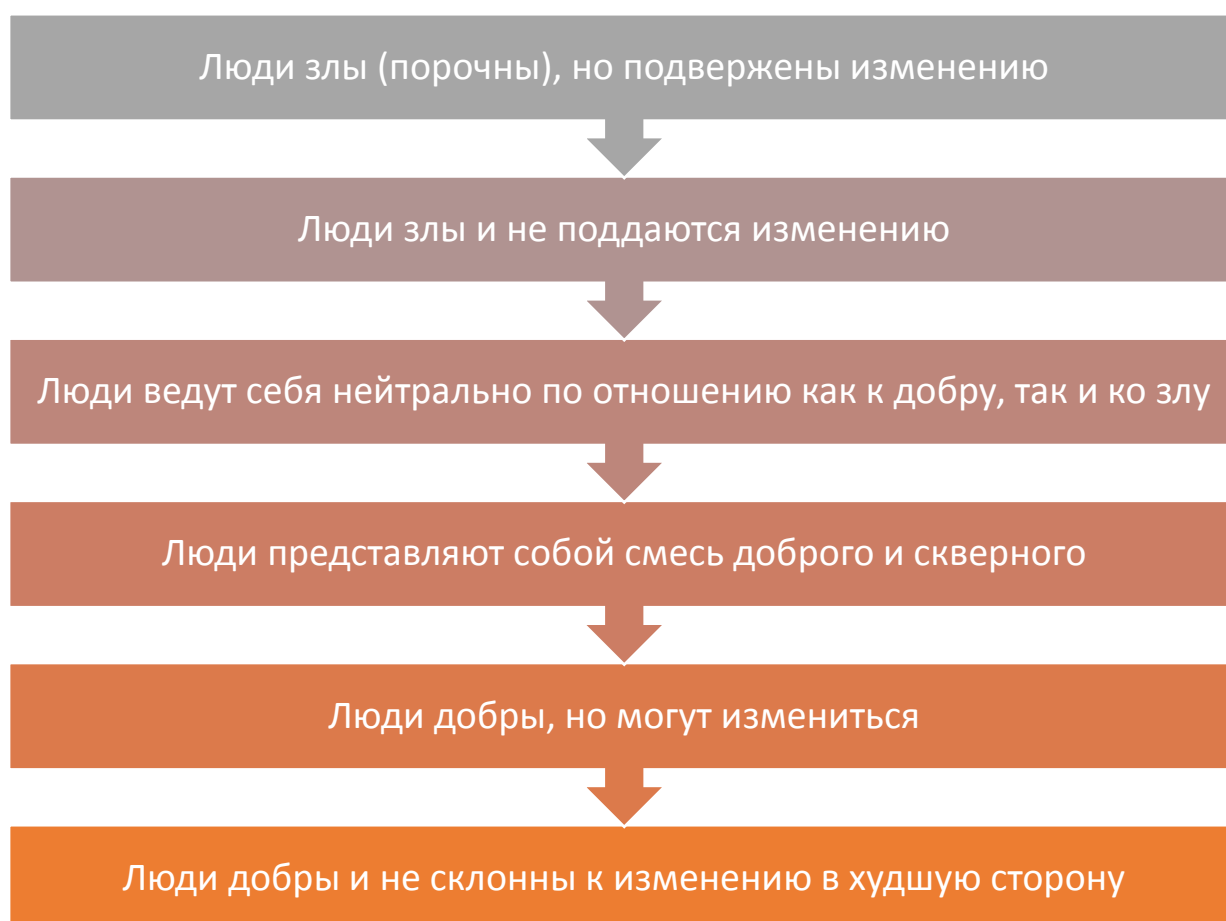 Люди злы (порочны), но подвержены изменению
Люди злы и не поддаются изменению
Люди ведут себя нейтрально по отношению как к добру, так и ко злу
Люди представляют собой смесь доброго и скверного
Люди добры, но могут измениться
Люди добры и не склонны к изменению в худшую сторону